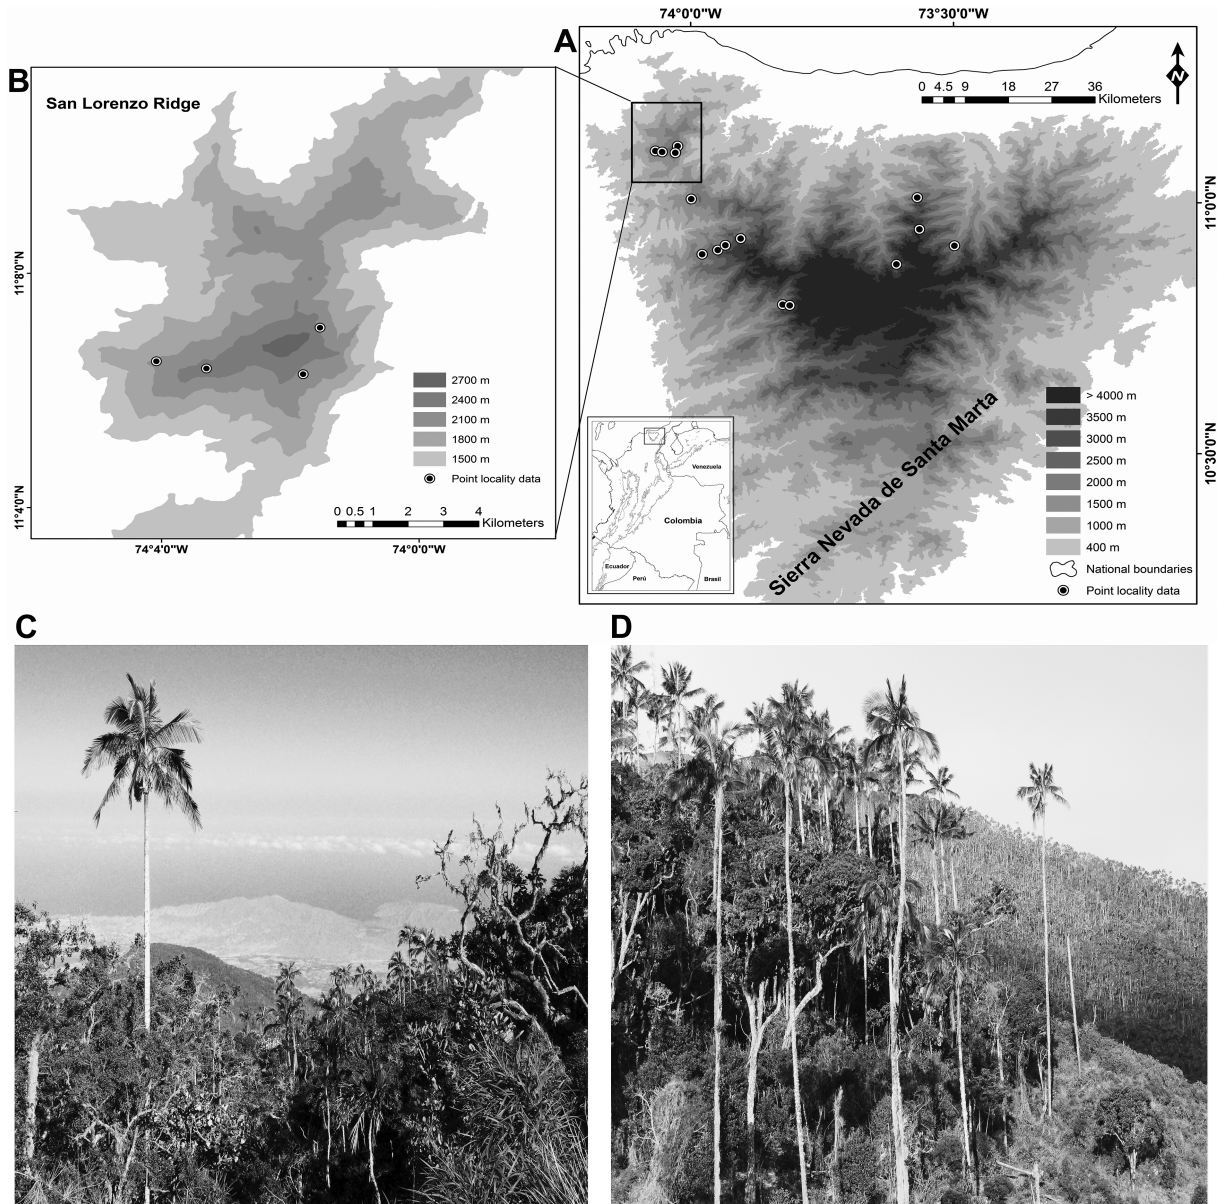 A
74°0'0"W
73°30'0"W
N
0 4.5 9 18 27 36
Kilometers
11°0'0"N
10°30'0"N
B
San Lorenzo Ridge
11°8'0"N
11°4'0"N
2700 m
2400 m
2100 m
1800 m
1500 m
Point locality data
0 0.5 1 2 3 4
Kilometers
74°4'0"W
74°0'0"W
Venezuela
Colombia
Ecuador
Perú
Brasil
Sierra Nevada de Santa Marta
> 4000 m
3500 m
3000 m
2500 m
2000 m
1500 m
1000 m
400 m
National boundaries
Point locality data
C
D